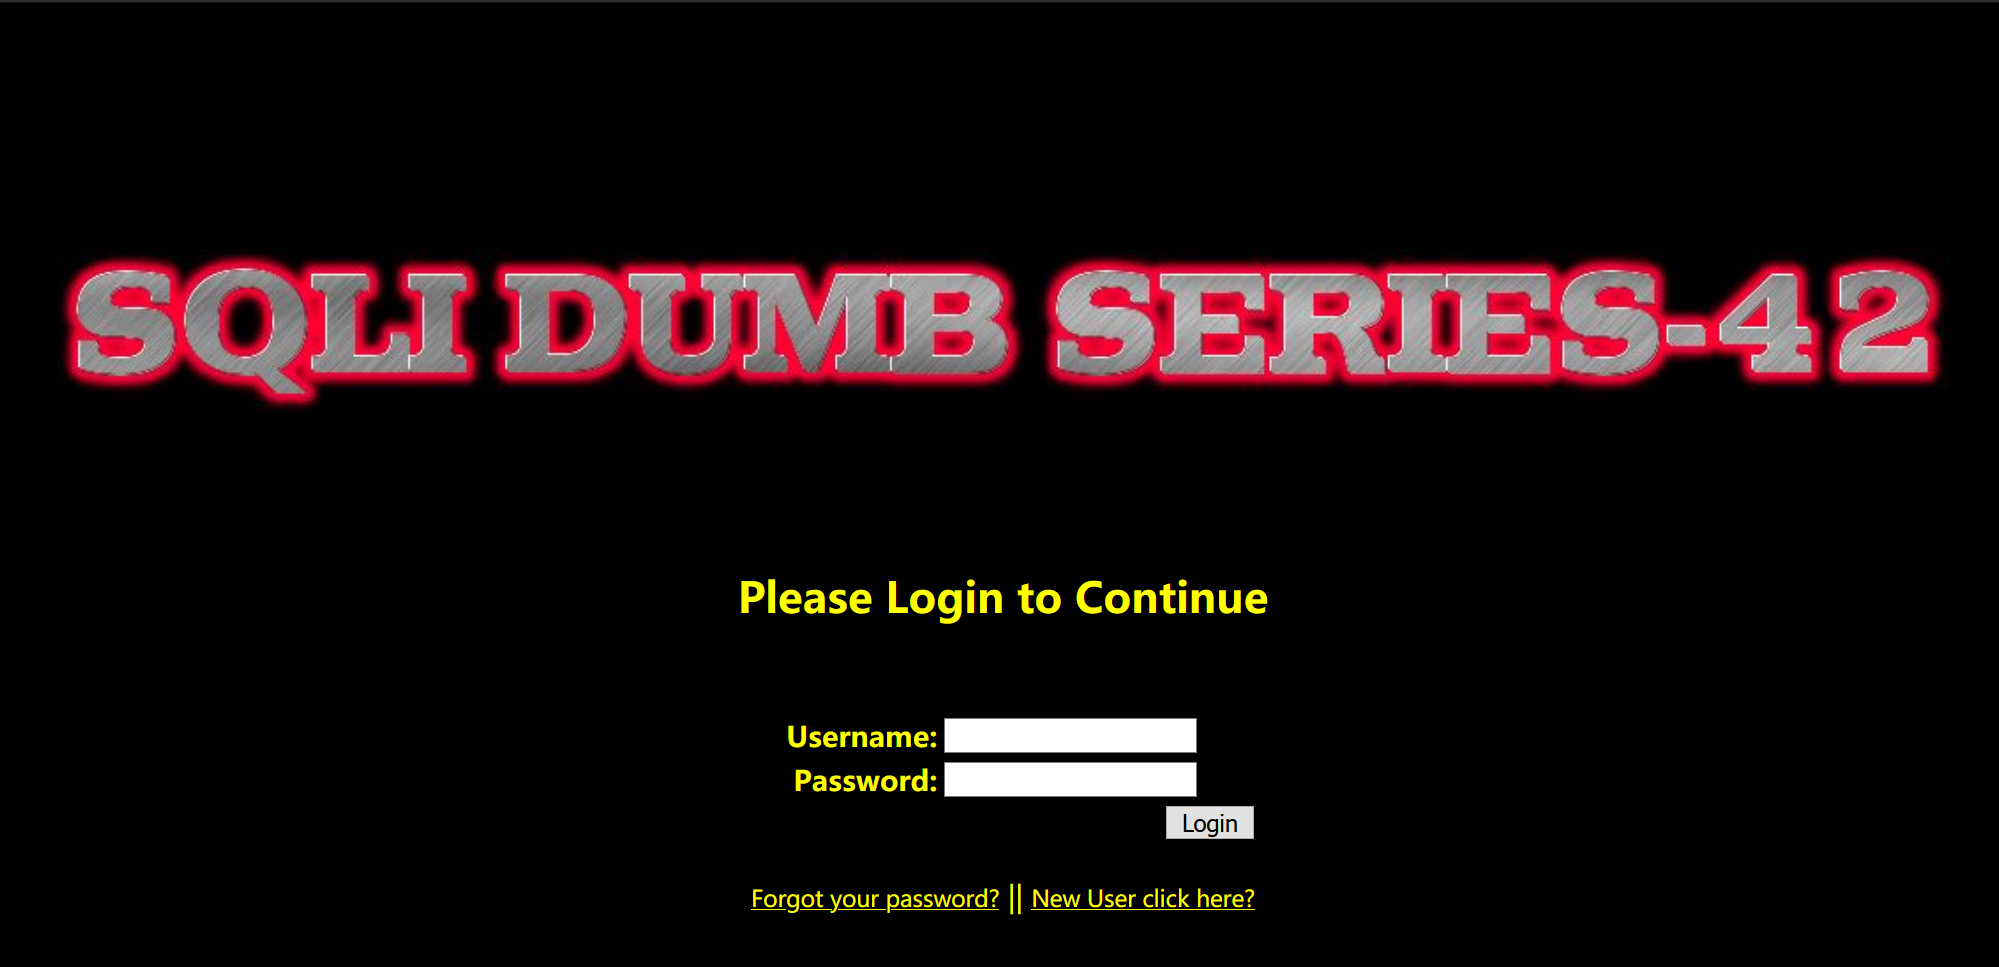 SQLI DUMB SERIES-42
Please Login to Continue
Username:
Password:
Login
Forgot your password? || New User click here?